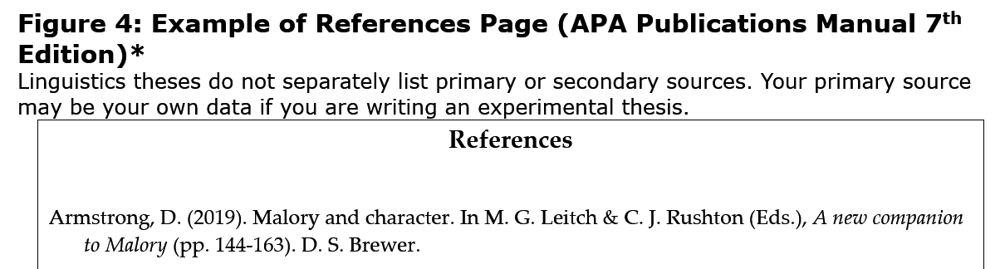 Figure 4: Example of References Page (APA Publications Manual 7th
Edition)*
Linguistics theses do not separately list primary or secondary sources. Your primary source
may be your own data if you are writing an experimental thesis.
References
Armstrong, D. (2019). Malory and character. In M. G. Leitch & C. J. Rushton (Eds.), A new companion
to Malory (pp. 144-163). D. S. Brewer.